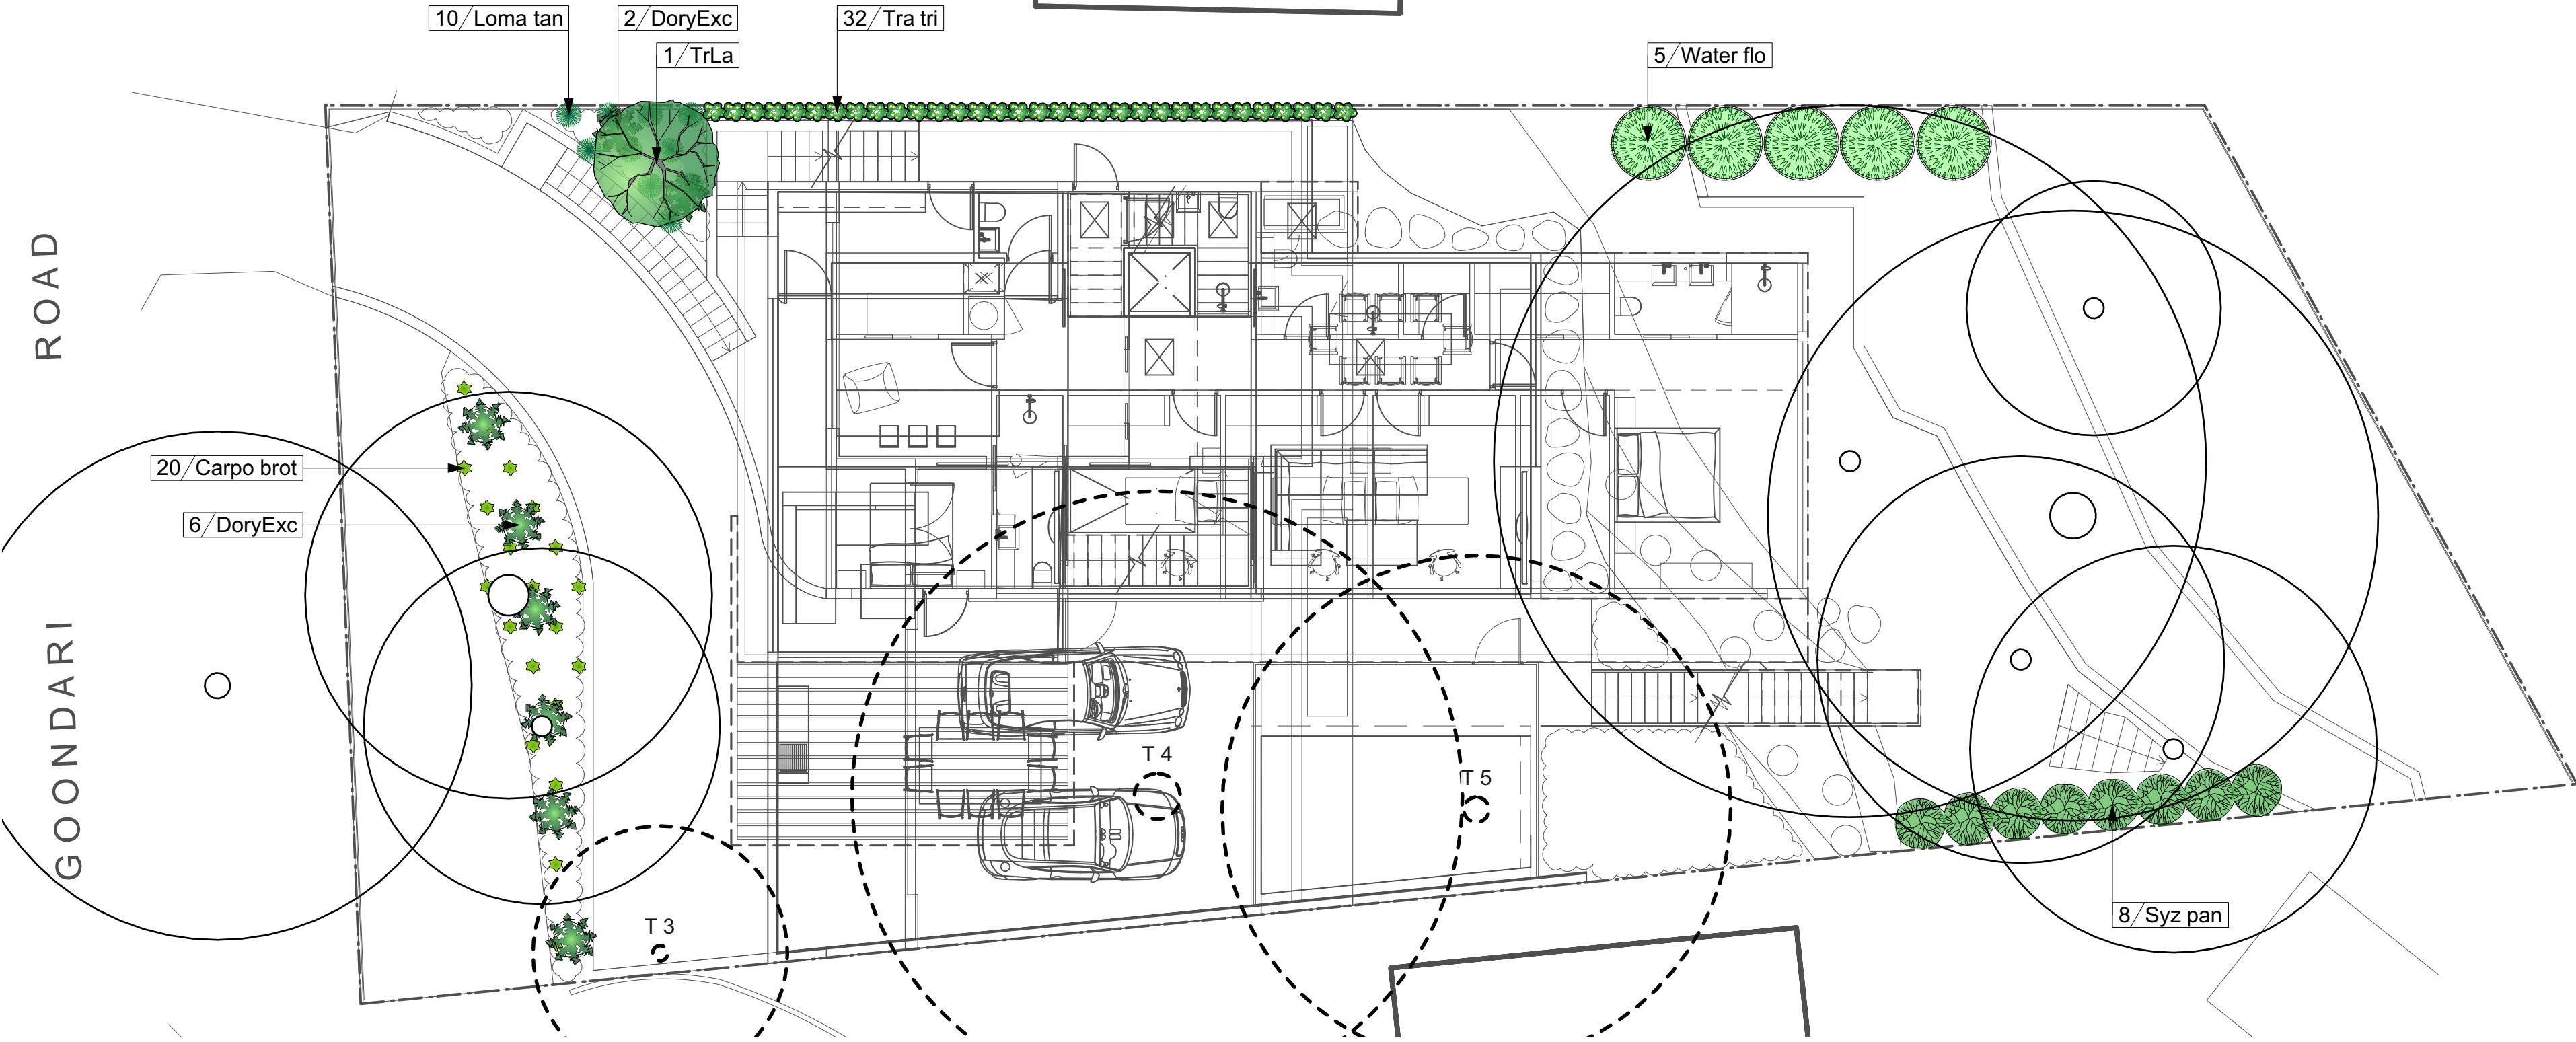 10/Loma tan
2/DoryExc
32/Tra tri
1/TrLa
5/Water flo
GOONDARI ROAD
20/Carpo brot
6/DoryExc
T 4
T 5
T 3
8/Syz pan